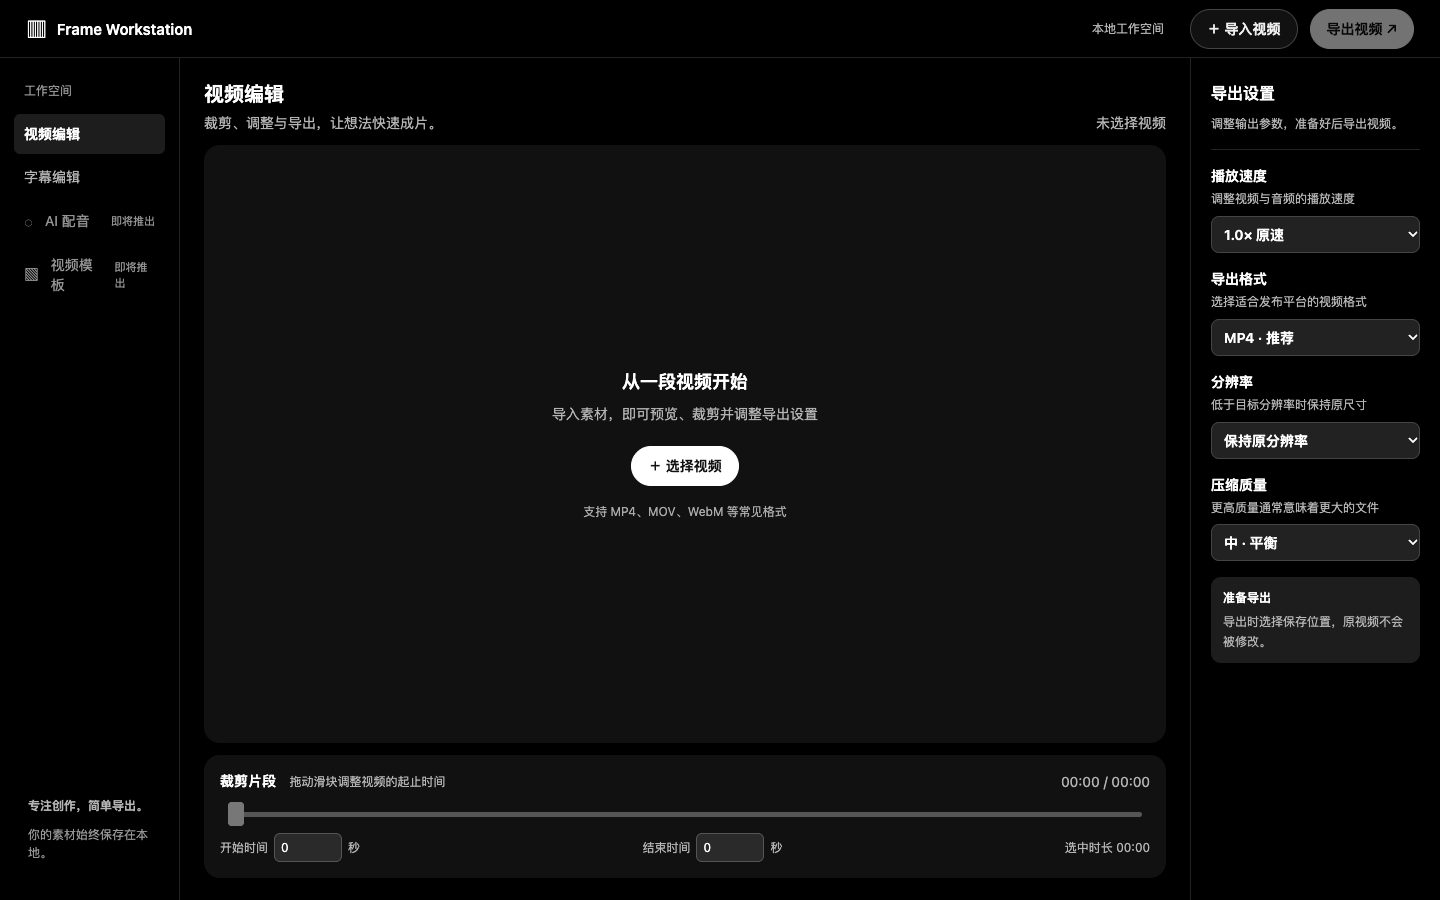 Frame Workstation
本地工作空间
+ 导入视频
导出视频 ↗
工作空间
视频编辑
字幕编辑
AI 配音 即将推出
视频模
板
即将推
出
专注创作，简单导出。
你的素材始终保存在本
地。
视频编辑
裁剪、调整与导出，让想法快速成片。
未选择视频
从一段视频开始
导入素材，即可预览、裁剪并调整导出设置
+ 选择视频
支持 MP4、MOV、WebM 等常见格式
裁剪片段 拖动滑块调整视频的起止时间
00:00 / 00:00
开始时间 0 秒
结束时间 0 秒
选中时长 00:00
导出设置
调整输出参数，准备好后导出视频。
播放速度
调整视频与音频的播放速度
1.0× 原速
导出格式
选择适合发布平台的视频格式
MP4 · 推荐
分辨率
低于目标分辨率时保持原尺寸
保持原分辨率
压缩质量
更高质量通常意味着更大的文件
中 · 平衡
准备导出
导出时选择保存位置，原视频不会
被修改。